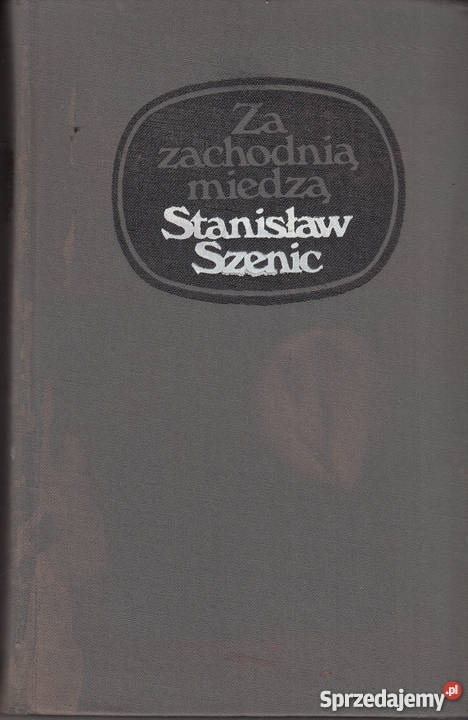 Za
zachodnią
miedzą
Stanisław
Szenic
Sprzedajemy.pl